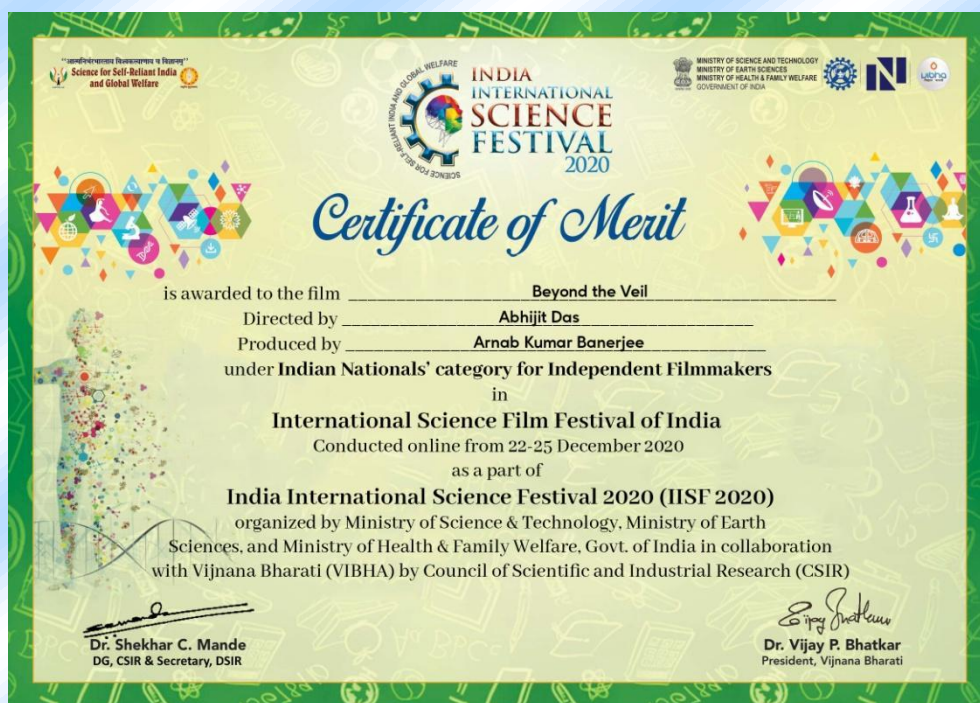 "आत्मनिर्भरभारताय विश्वकल्याणाय च विज्ञानम्"
Science for Self-Reliant India
and Global Welfare
SCIENCE FOR SELF-RELIANT INDIA AND GLOBAL WELFARE
INDIA
INTERNATIONAL
SCIENCE
FESTIVAL
2020
MINISTRY OF SCIENCE AND TECHNOLOGY
MINISTRY OF EARTH SCIENCES
MINISTRY OF HEALTH & FAMILY WELFARE
GOVERNMENT OF INDIA
vibha
Certificate of Merit
is awarded to the film Beyond the Veil
Directed by Abhijit Das
Produced by Arnab Kumar Banerjee
under Indian Nationals' category for Independent Filmmakers
in
International Science Film Festival of India
Conducted online from 22-25 December 2020
as a part of
India International Science Festival 2020 (IISF 2020)
organized by Ministry of Science & Technology, Ministry of Earth
Sciences, and Ministry of Health & Family Welfare, Govt. of India in collaboration
with Vijnana Bharati (VIBHA) by Council of Scientific and Industrial Research (CSIR)
Dr. Shekhar C. Mande
DG, CSIR & Secretary, DSIR
Vijay Bhatkar
Dr. Vijay P. Bhatkar
President, Vijnana Bharati